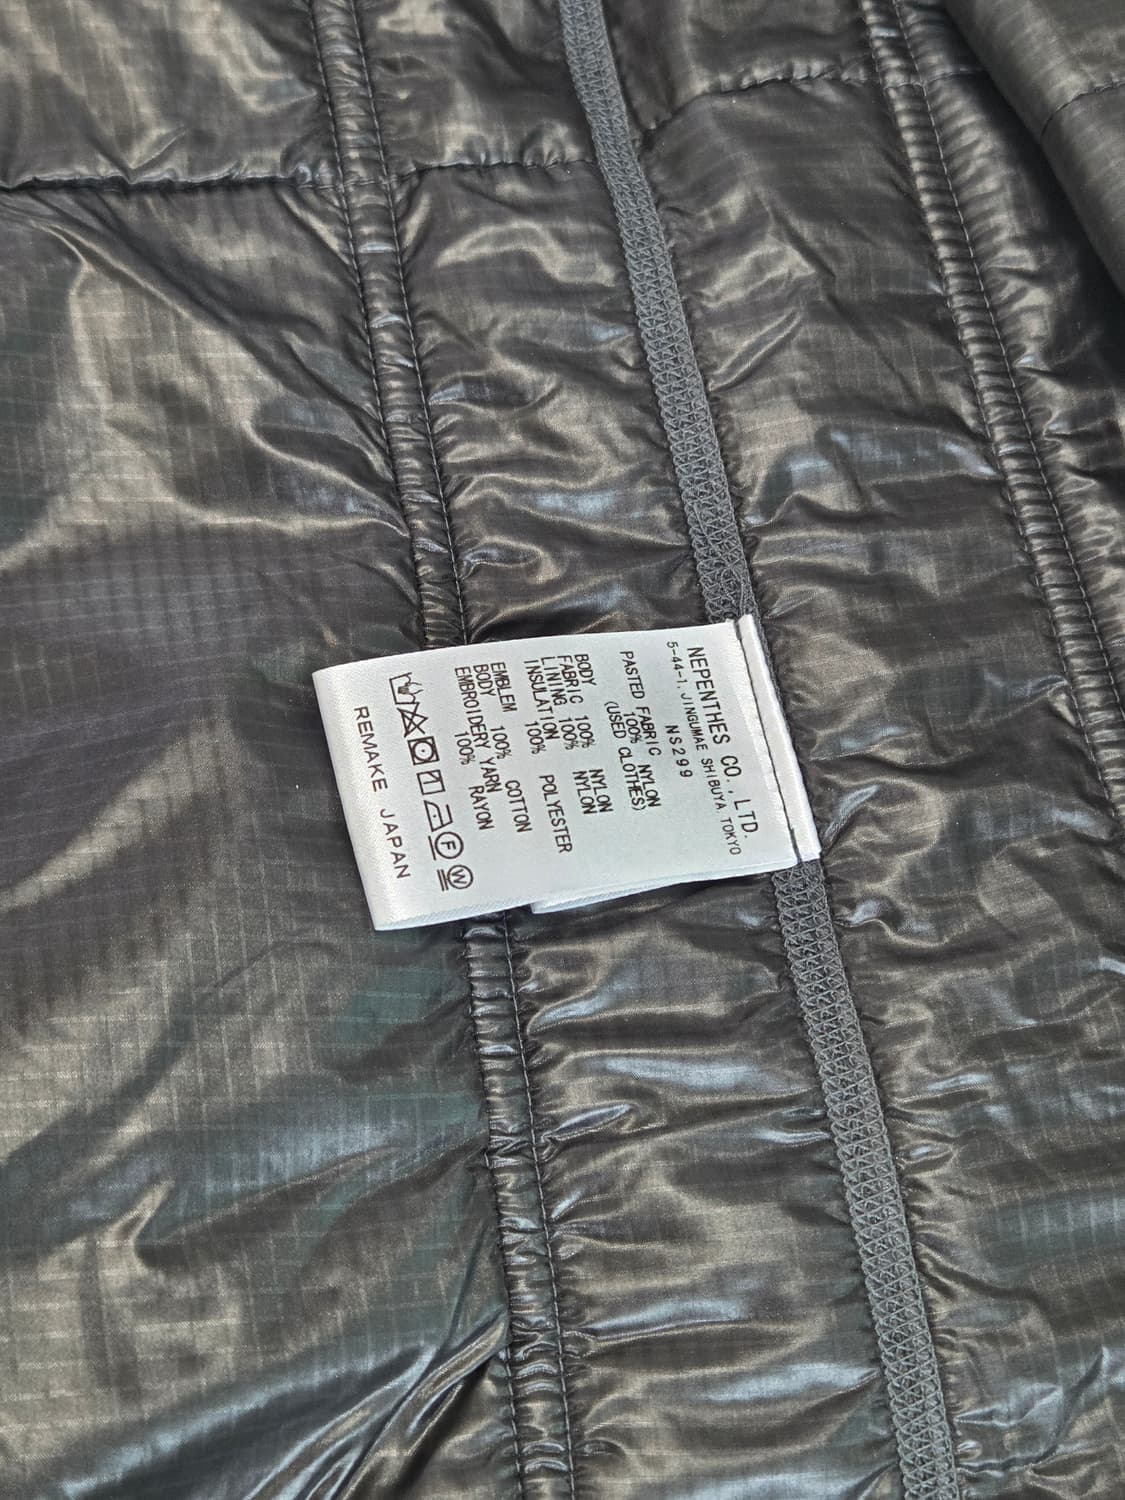 NEPENTHES CO., LTD.
5-44-1, JINGUMAE SHIBUYA TOKYO
NS299
PASTED FABRIC NYLON
100%
(USED CLOTHES)
BODY
FABRIC 100% NYLON
LINING 100% NYLON
INSULATION 100% POLYESTER
EMBLEM
BODY 100% COTTON
EMBROIDERY YARN
100% RAYON
F W
REMAKE JAPAN